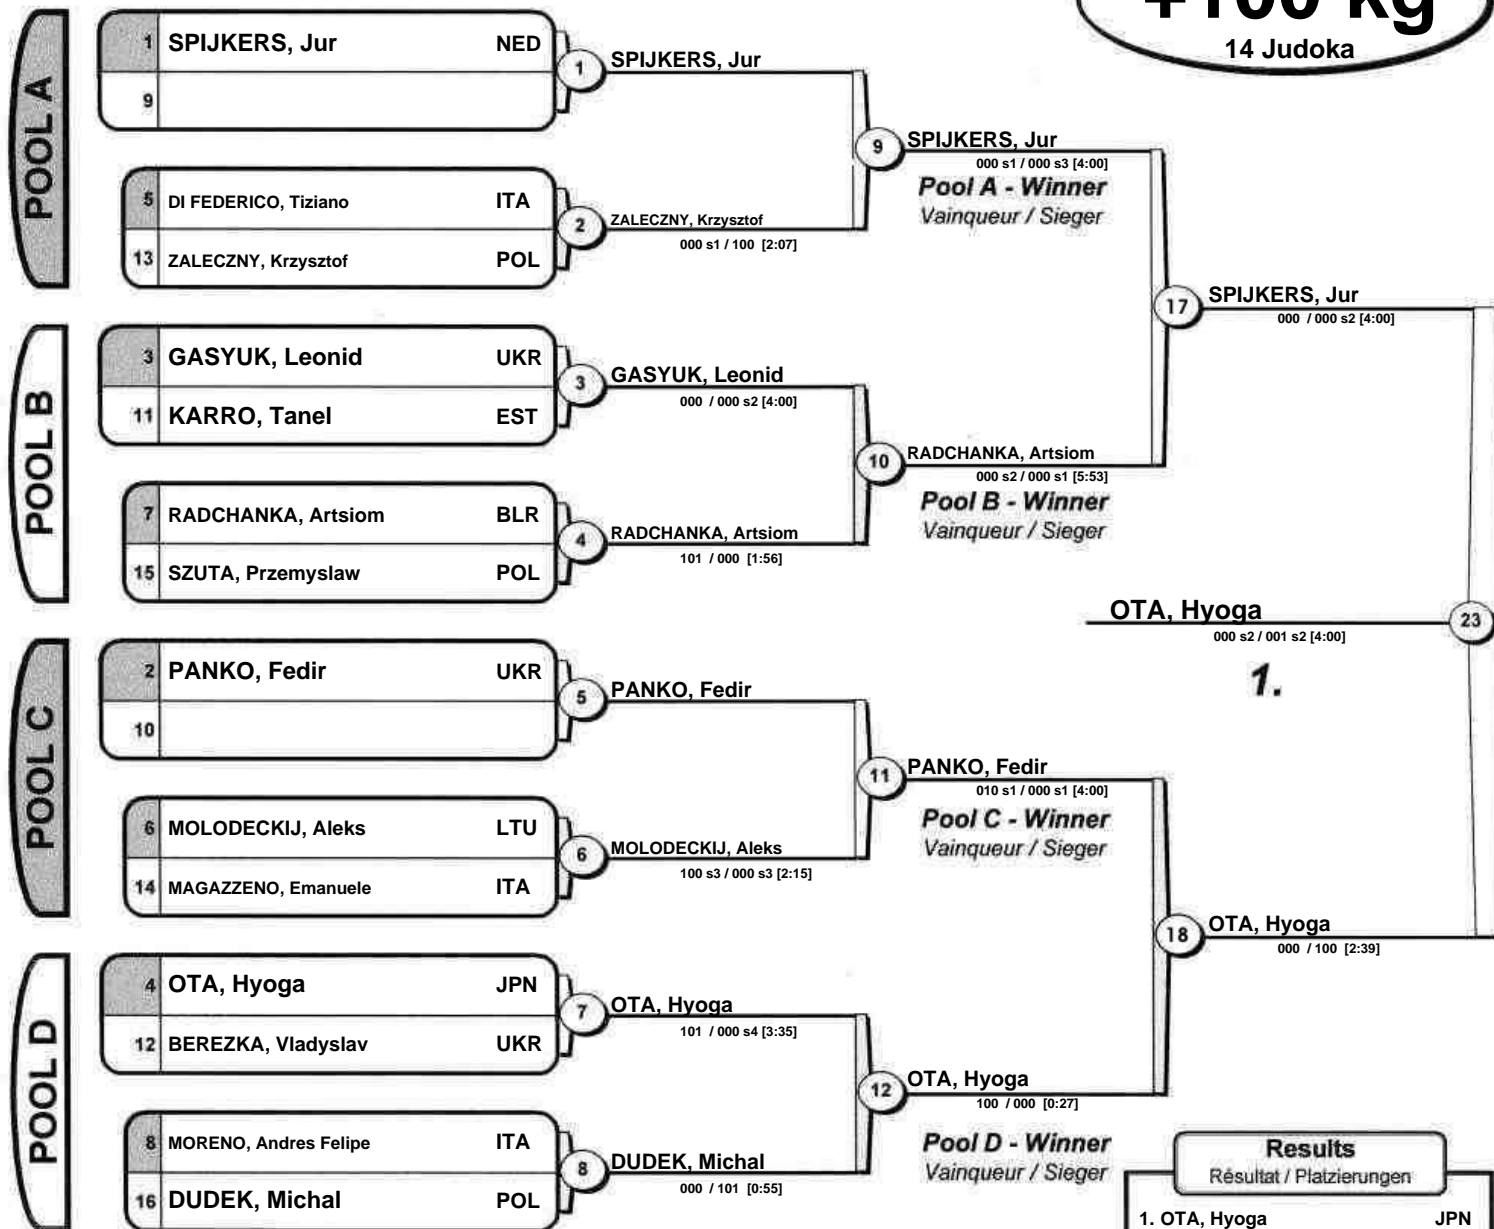 +100 kg
14 Judoka
POOL A
1 SPIJKERS, Jur NED
9
1
SPIJKERS, Jur
5 DI FEDERICO, Tiziano ITA
13 ZALECZNY, Krzysztof POL
2
ZALECZNY, Krzysztof
000 s1 / 100 [2:07]
9
SPIJKERS, Jur
000 s1 / 000 s3 [4:00]
Pool A - Winner
Vainqueur / Sieger
POOL B
3 GASYUK, Leonid UKR
11 KARRO, Tanel EST
3
GASYUK, Leonid
000 / 000 s2 [4:00]
7 RADCHANKA, Artsiom BLR
15 SZUTA, Przemyslaw POL
4
RADCHANKA, Artsiom
101 / 000 [1:56]
10
RADCHANKA, Artsiom
000 s2 / 000 s1 [5:53]
Pool B - Winner
Vainqueur / Sieger
17
SPIJKERS, Jur
000 / 000 s2 [4:00]
OTA, Hyoga
000 s2 / 001 s2 [4:00]
23
1.
POOL C
2 PANKO, Fedir UKR
10
5
PANKO, Fedir
6 MOLODECKIJ, Aleks LTU
14 MAGAZZENO, Emanuele ITA
6
MOLODECKIJ, Aleks
100 s3 / 000 s3 [2:15]
11
PANKO, Fedir
010 s1 / 000 s1 [4:00]
Pool C - Winner
Vainqueur / Sieger
18
OTA, Hyoga
000 / 100 [2:39]
POOL D
4 OTA, Hyoga JPN
12 BEREZKA, Vladyslav UKR
7
OTA, Hyoga
101 / 000 s4 [3:35]
8 MORENO, Andres Felipe ITA
16 DUDEK, Michal POL
8
DUDEK, Michal
000 / 101 [0:55]
12
OTA, Hyoga
100 / 000 [0:27]
Pool D - Winner
Vainqueur / Sieger
Results
Résultat / Platzierungen
1. OTA, Hyoga JPN